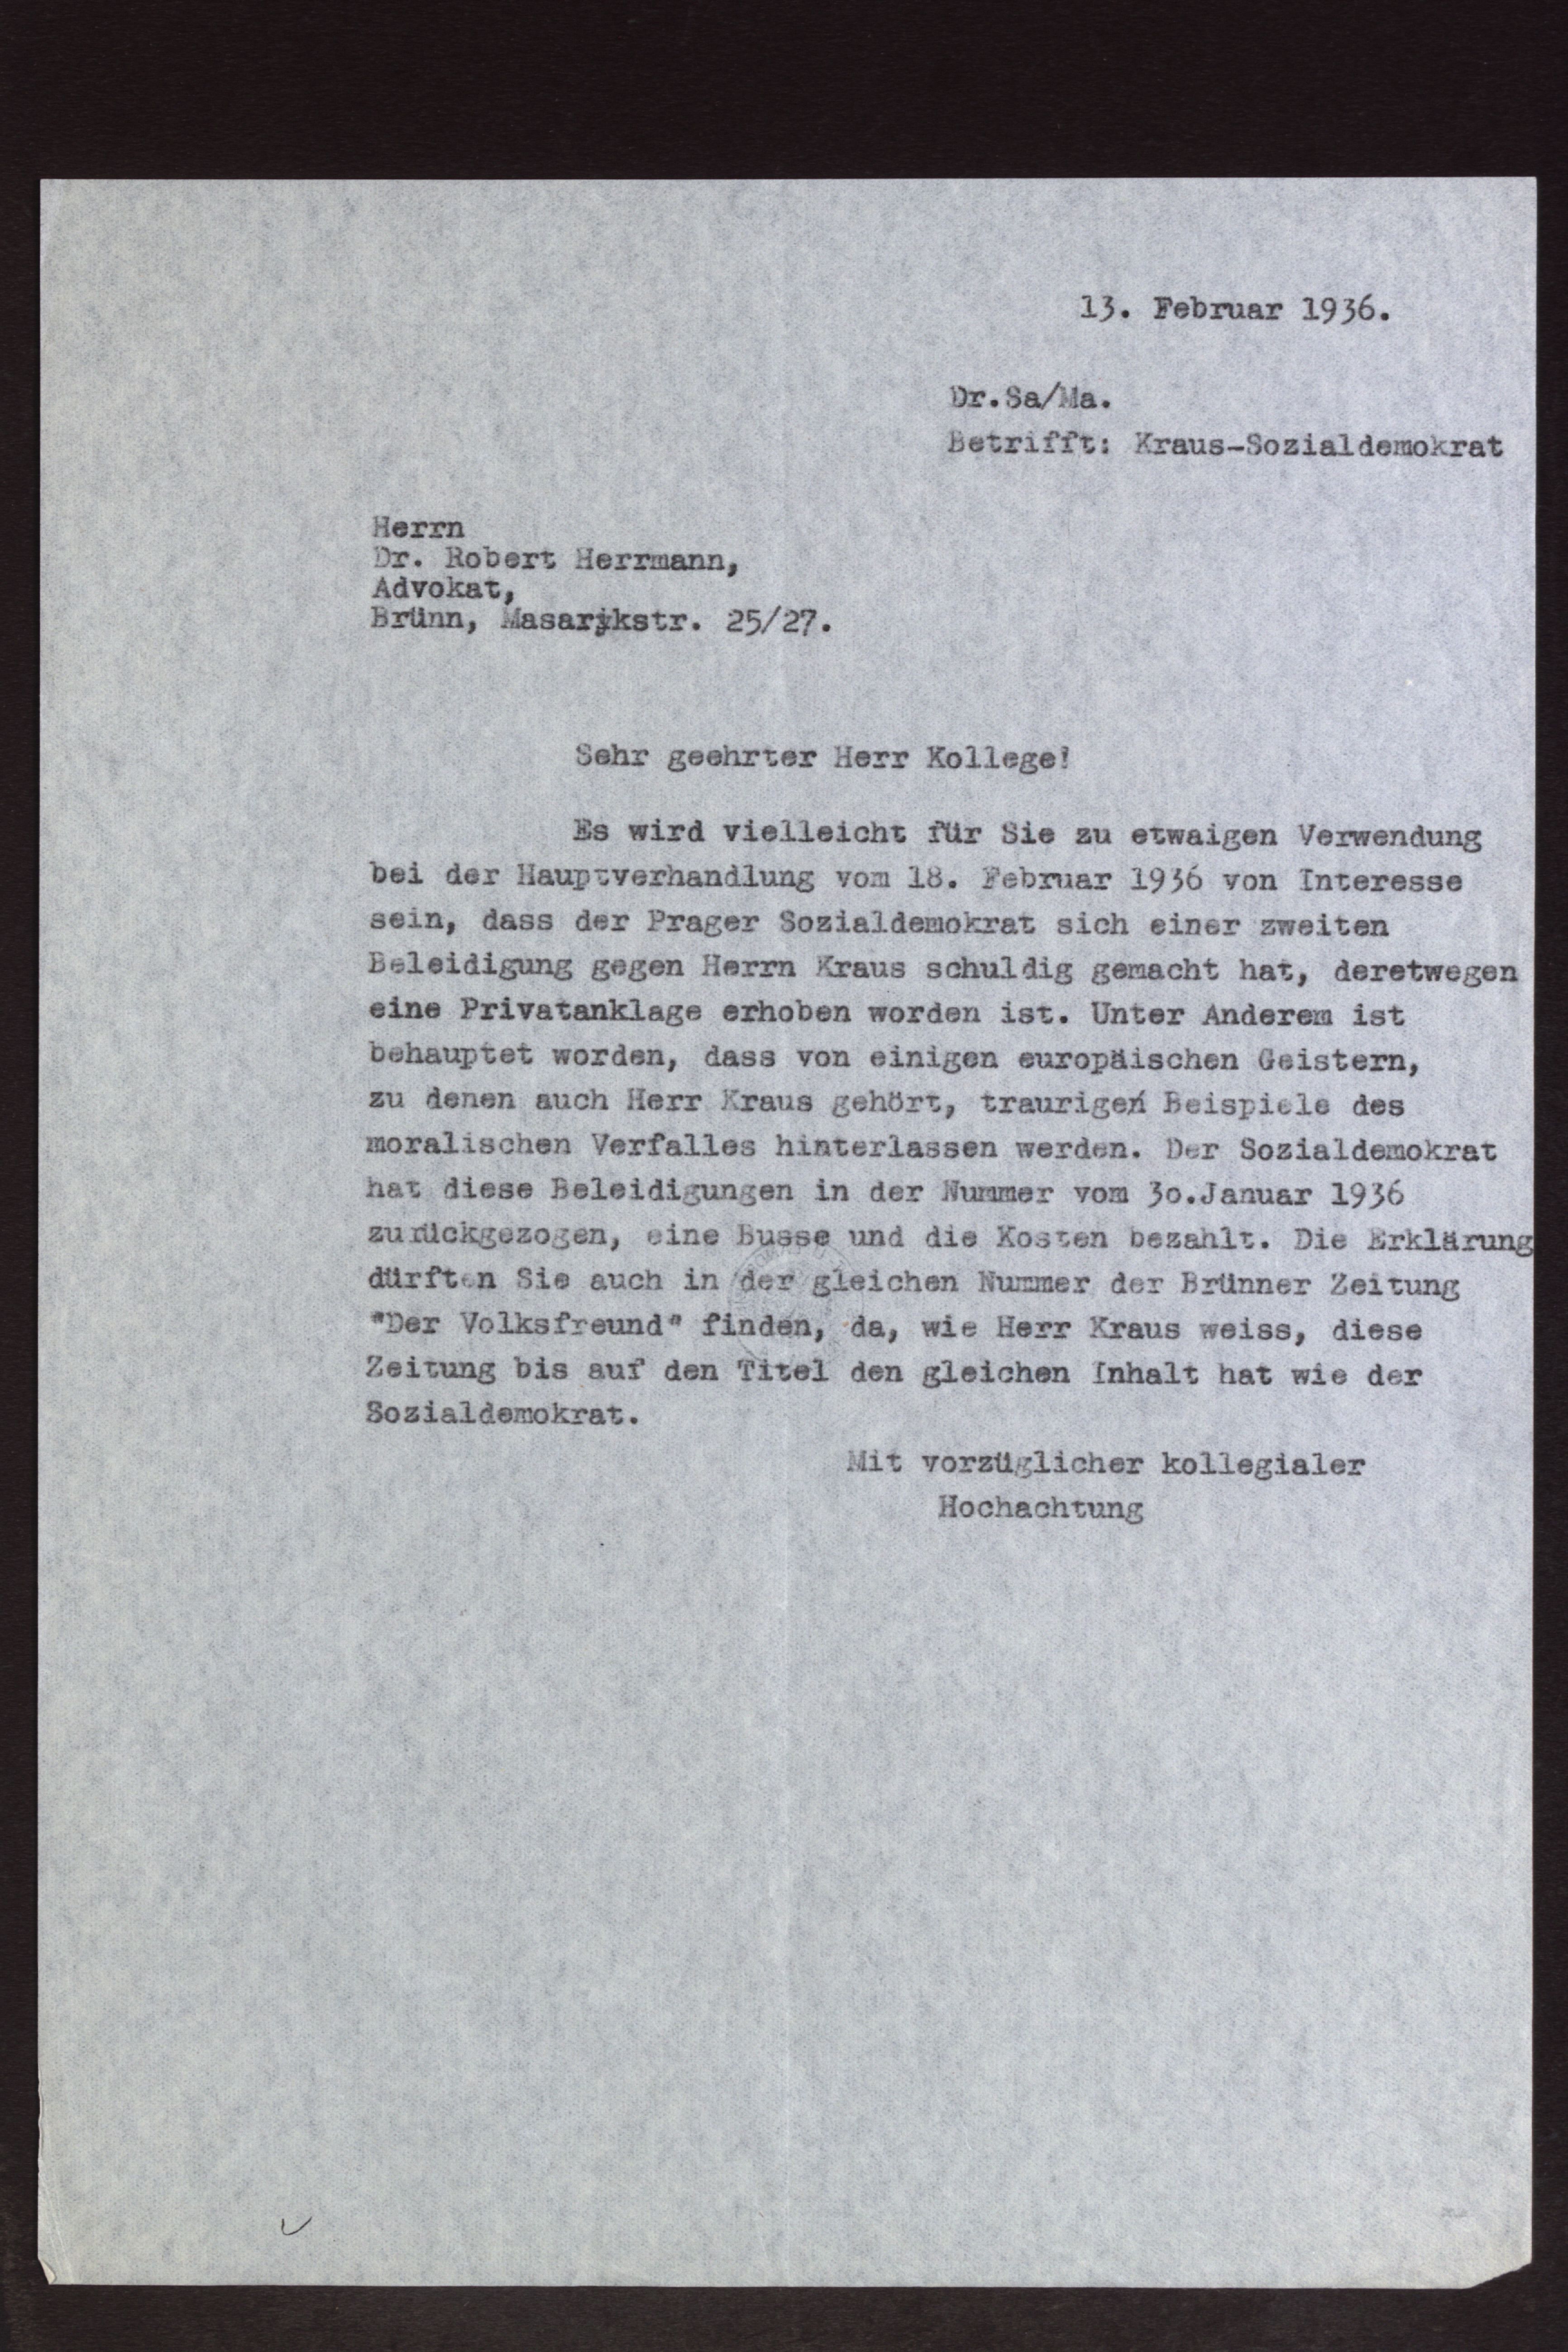 13. Februar 1936.
Dr.Sa/Ma.
Betrifft: Kraus-Sozialdemokrat
Herrn
Dr. Robert Herrmann,
Advokat,
Brünn, Masarykstr. 25/27.
Sehr geehrter Herr Kollege!
Es wird vielleicht für Sie zu etwaigen Verwendung
bei der Hauptverhandlung vom 18. Februar 1936 von Interesse
sein, dass der Prager Sozialdemokrat sich einer zweiten
Beleidigung gegen Herrn Kraus schuldig gemacht hat, deretwegen
eine Privatanklage erhoben worden ist. Unter Anderem ist
behauptet worden, dass von einigen europäischen Geistern,
zu denen auch Herr Kraus gehört, traurige Beispiele des
moralischen Verfalles hinterlassen werden. Der Sozialdemokrat
hat diese Beleidigungen in der Nummer vom 3o.Januar 1936
zurückgezogen, eine Busse und die Kosten bezahlt. Die Erklärung
dürften Sie auch in der gleichen Nummer der Brünner Zeitung
"Der Volksfreund" finden, da, wie Herr Kraus weiss, diese
Zeitung bis auf den Titel den gleichen Inhalt hat wie der
Sozialdemokrat.
Mit vorzüglicher kollegialer
Hochachtung